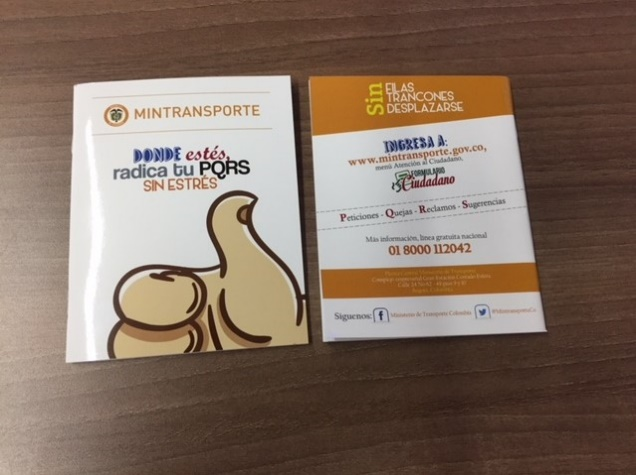 MINTRANSPORTE
DONDE estés,
radica tu PQRS
SIN ESTRÉS
Sin
FILAS
TRANCONES
DESPLAZARSE
INGRESA A:
www.mintransporte.gov.co,
menú Atención al Ciudadano,
FORMULARIO
Ciudadano
Peticiones - Quejas - Reclamos - Sugerencias
Más información, línea gratuita nacional
01 8000 112042
Síguenos: f Ministerio de Transporte Colombia